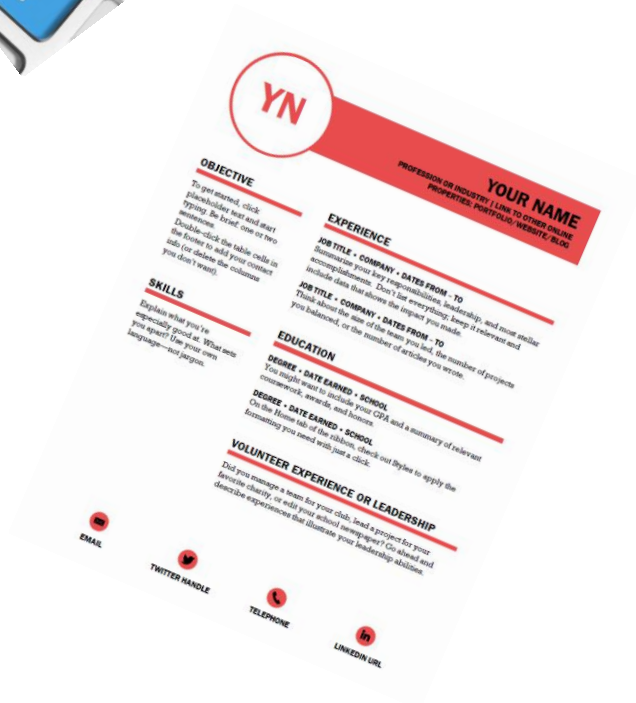 YN
YOUR NAME
PROFESSION OR INDUSTRY | LINK TO OTHER ONLINE
PROPERTIES: PORTFOLIO/WEBSITE/BLOG
OBJECTIVE
To get started, click
placeholder text and start
typing. Be brief, one or two
sentences.
Double-click the table cells in
the footer to add your contact
info (or delete the columns
you don't want).
SKILLS
Explain what you're
especially good at. What sets
you apart? Use your own
language—not jargon.
EXPERIENCE
JOB TITLE • COMPANY • DATES FROM – TO
Summarize your key responsibilities, leadership, and most stellar
accomplishments. Don't list everything; keep it relevant and
include data that shows the impact you made.
JOB TITLE • COMPANY • DATES FROM – TO
Think about the size of the team you led, the number of projects
you balanced, or the number of articles you wrote.
EDUCATION
DEGREE • DATE EARNED • SCHOOL
You might want to include your GPA and a summary of relevant
coursework, awards, and honors.
DEGREE • DATE EARNED • SCHOOL
On the Home tab of the ribbon, check out Styles to apply the
formatting you need with just a click.
VOLUNTEER EXPERIENCE OR LEADERSHIP
Did you manage a team for your club, lead a project for your
favorite charity, or edit your school newspaper? Go ahead and
describe experiences that illustrate your leadership abilities.
EMAIL
TWITTER HANDLE
TELEPHONE
in
LINKEDIN URL